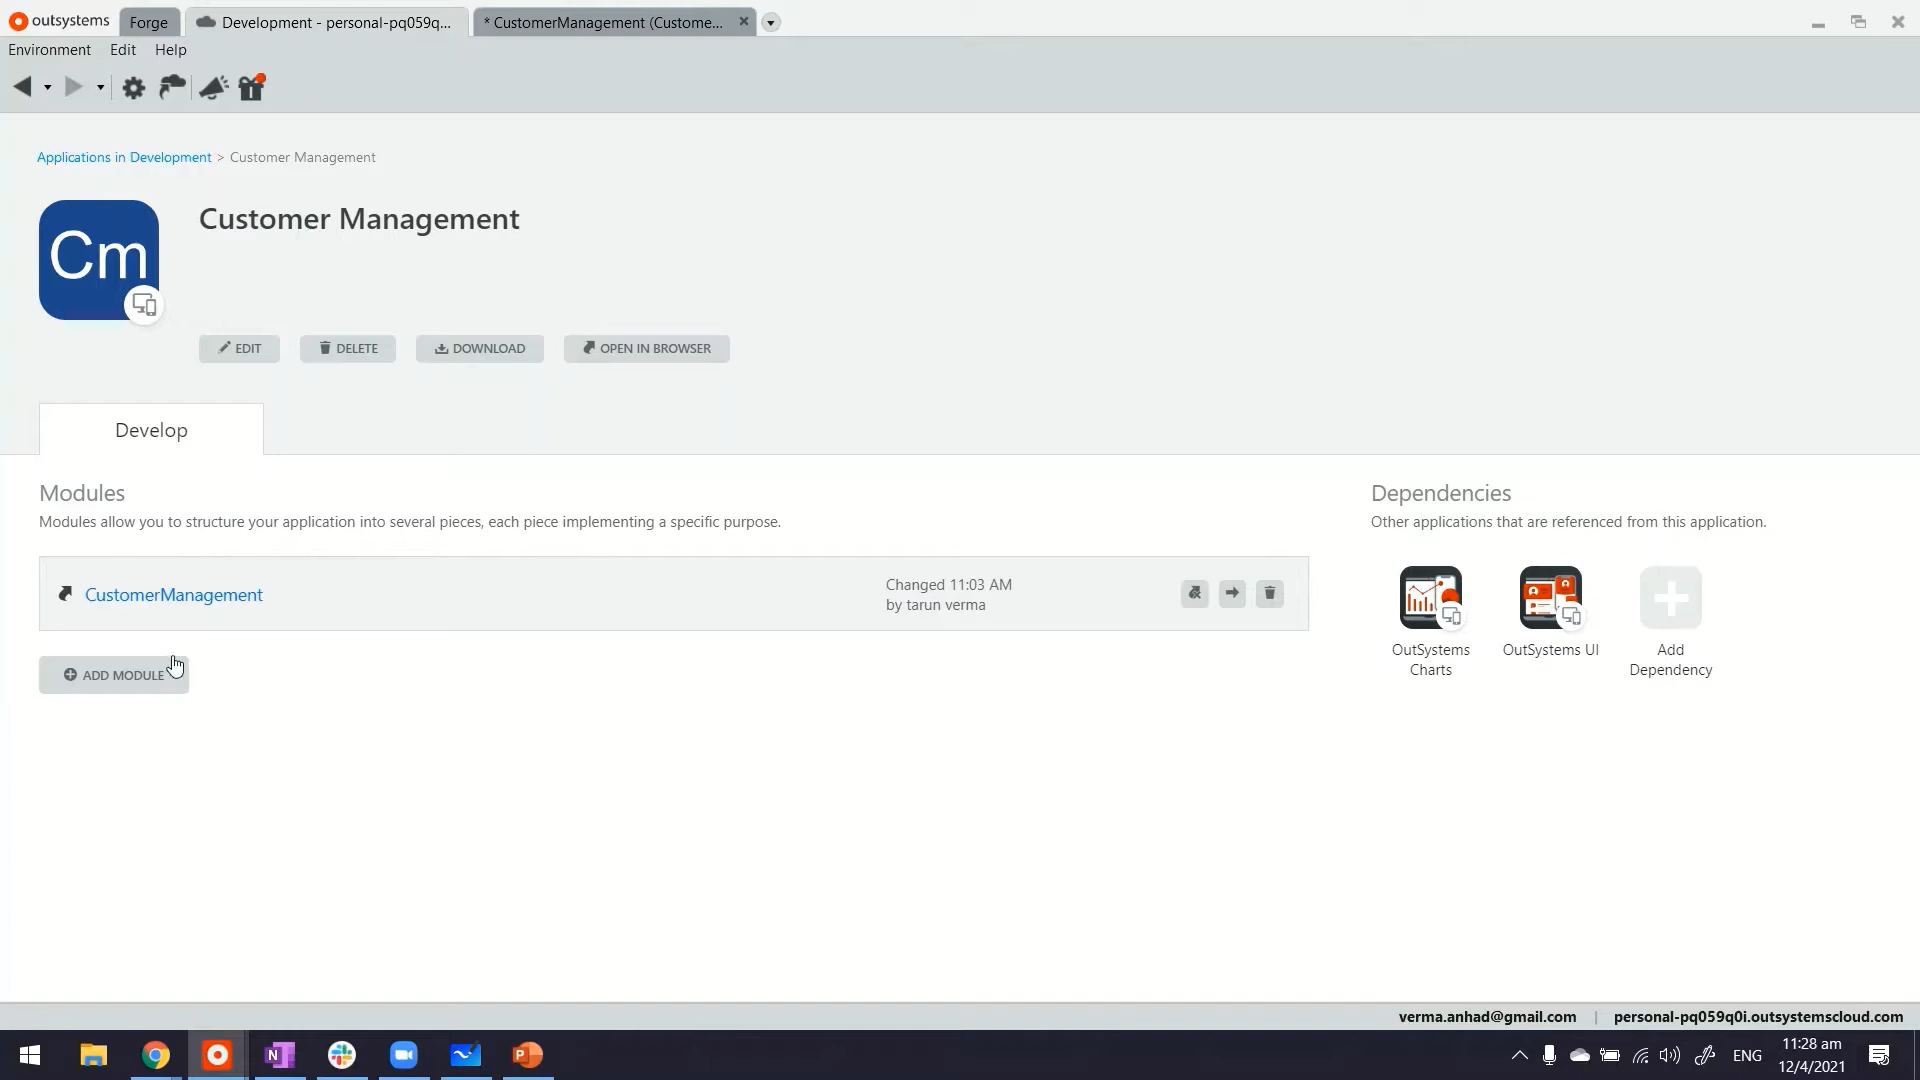 outsystems
Forge
Development - personal-pq059q...
* CustomerManagement (Custome...
Environment Edit Help
Applications in Development > Customer Management
Cm
Customer Management
EDIT
DELETE
DOWNLOAD
OPEN IN BROWSER
Develop
Modules
Modules allow you to structure your application into several pieces, each piece implementing a specific purpose.
CustomerManagement
Changed 11:03 AM
by tarun verma
ADD MODULE
Dependencies
Other applications that are referenced from this application.
OutSystems
Charts
OutSystems UI
Add
Dependency
verma.anhad@gmail.com | personal-pq059q0i.outsystemscloud.com
N
P
ENG
11:28 am
12/4/2021